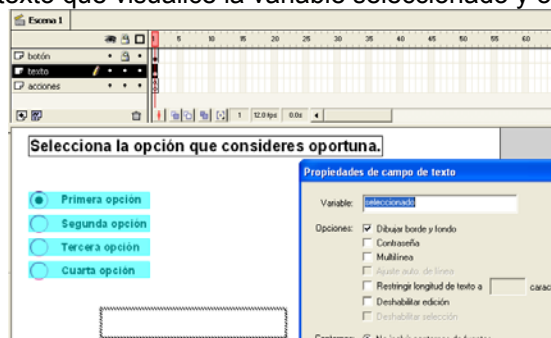 texto que visualice la variable seleccionado y
Escena 1
1 5 10 15 20 25 30 35 40 45 50 55 60
botón
texto
acciones
1 12.0 fps 0.0s
Selecciona la opción que consideres oportuna.
Primera opción
Segunda opción
Tercera opción
Cuarta opción
Propiedades de campo de texto
Variable: seleccionado
Opciones: Dibujar borde y fondo
Contraseña
Multilínea
Ajuste auto. de línea
Restringir longitud de texto a carac
Deshabilitar edición
Deshabilitar selección